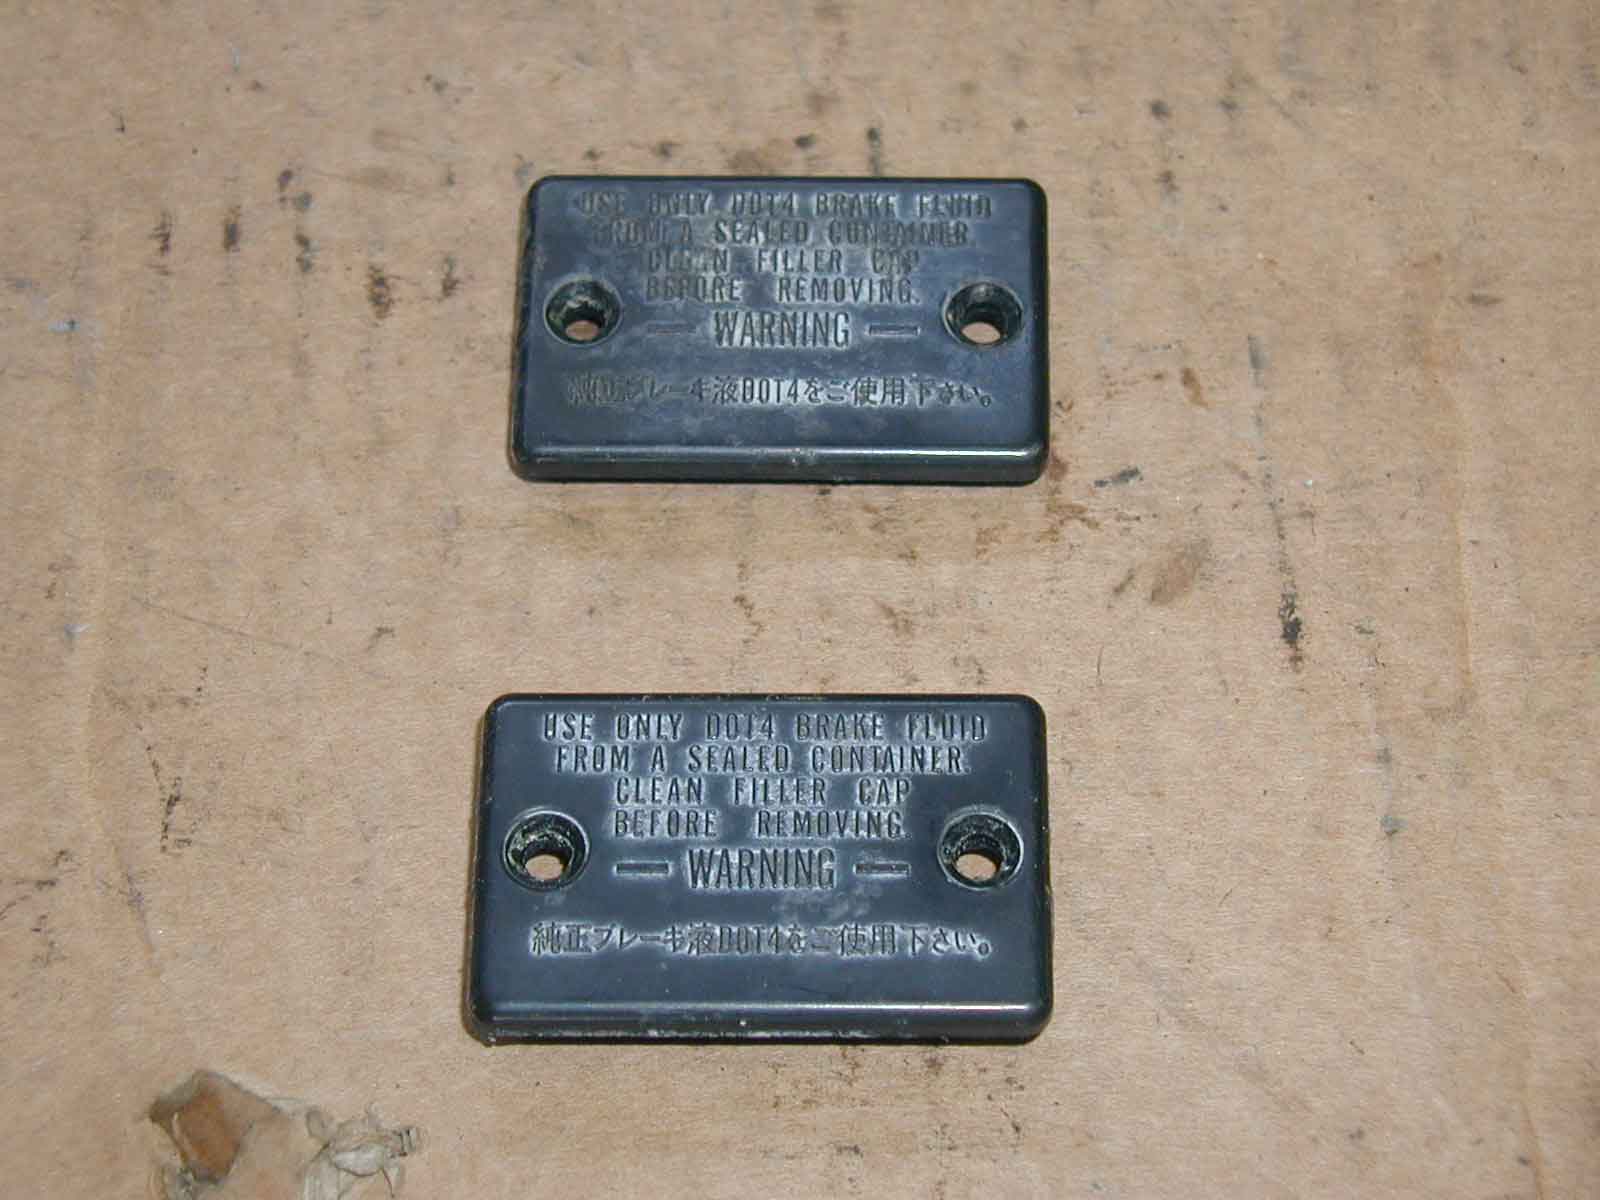 USE ONLY DOT4 BRAKE FLUID
FROM A SEALED CONTAINER.
CLEAN FILLER CAP
BEFORE REMOVING.
— WARNING —
純正ブレーキ液DOT4をご使用下さい。
USE ONLY DOT4 BRAKE FLUID
FROM A SEALED CONTAINER.
CLEAN FILLER CAP
BEFORE REMOVING.
— WARNING —
純正ブレーキ液DOT4をご使用下さい。